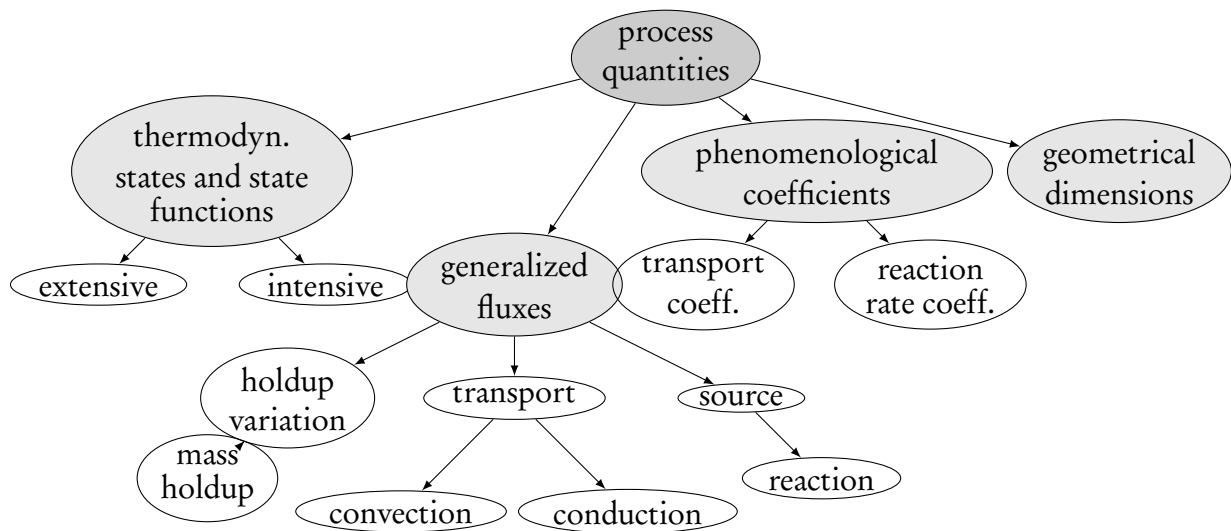 process
quantities
thermodyn.
states and state
functions
phenomenological
coefficients
geometrical
dimensions
extensive
intensive
generalized
fluxes
transport
coeff.
reaction
rate coeff.
holdup
variation
transport
source
mass
holdup
convection
conduction
reaction